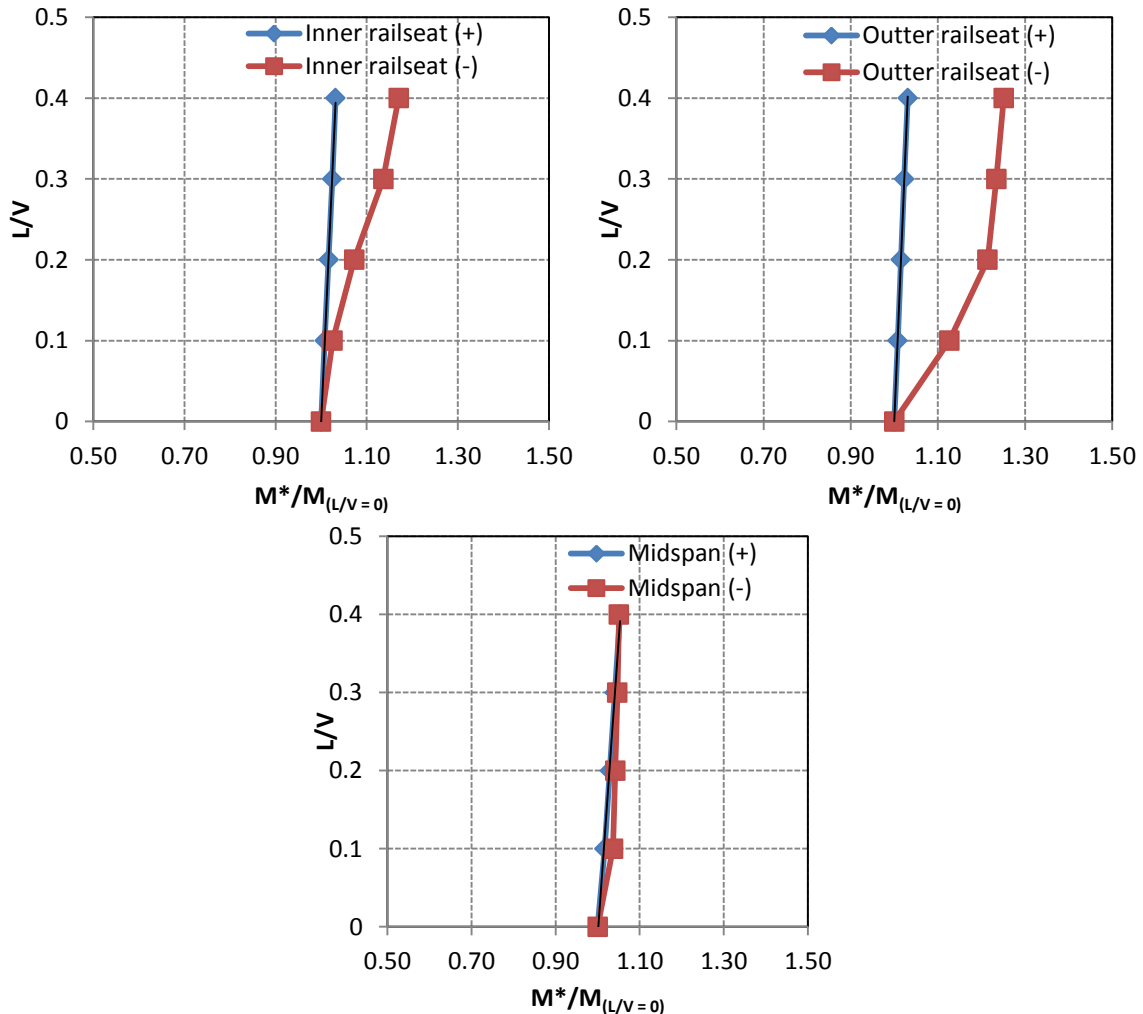 0.5
0.4
0.3
0.2
0.1
0
L/V
Inner railseat (+)
Inner railseat (-)
0.50 0.70 0.90 1.10 1.30 1.50
M*/M(L/V = 0)
0.5
0.4
0.3
0.2
0.1
0
L/V
Outter railseat (+)
Outter railseat (-)
0.50 0.70 0.90 1.10 1.30 1.50
M*/M(L/V = 0)
0.5
0.4
0.3
0.2
0.1
0
L/V
Midspan (+)
Midspan (-)
0.50 0.70 0.90 1.10 1.30 1.50
M*/M(L/V = 0)